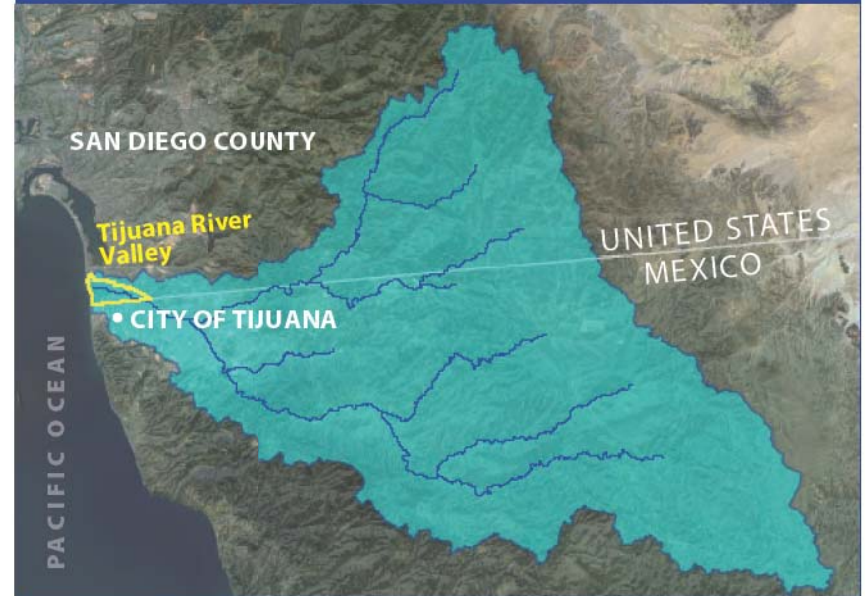 SAN DIEGO COUNTY
Tijuana River
Valley
UNITED STATES
MEXICO
CITY OF TIJUANA
PACIFIC OCEAN